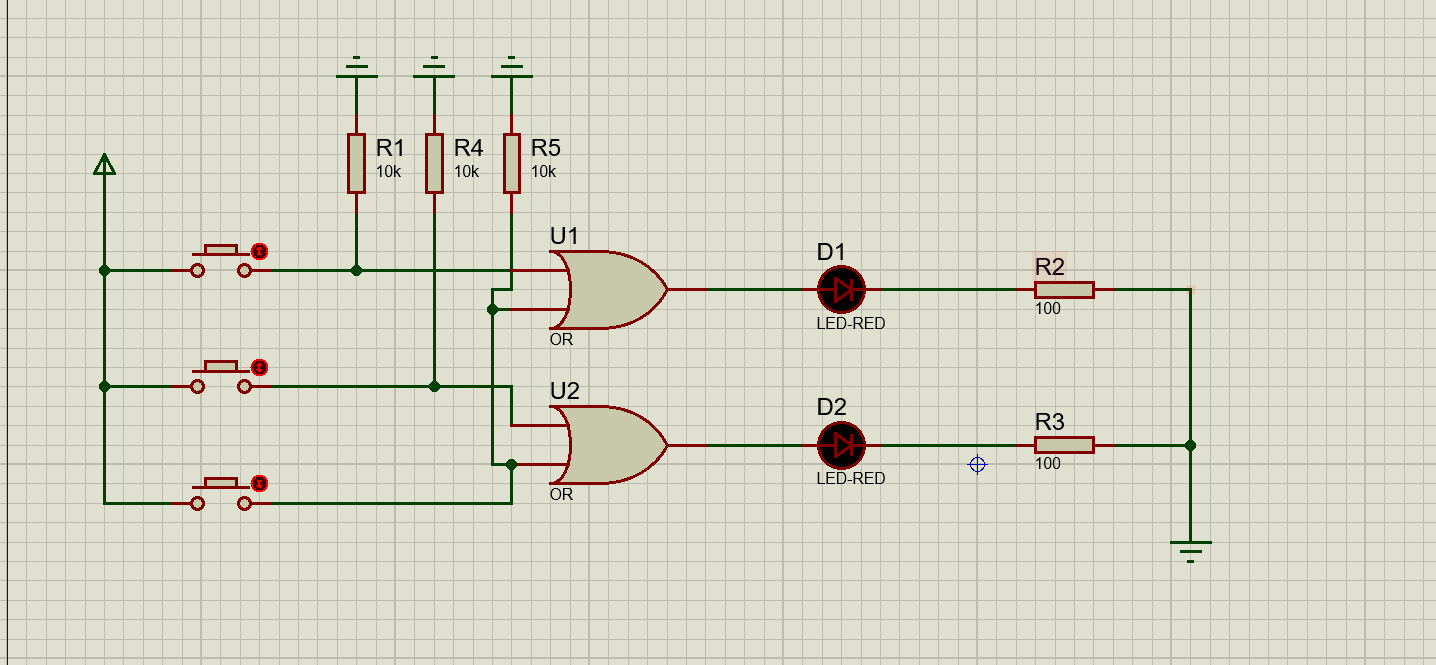 R1
10k
R4
10k
R5
10k
U1
OR
D1
LED-RED
R2
100
U2
OR
D2
LED-RED
R3
100